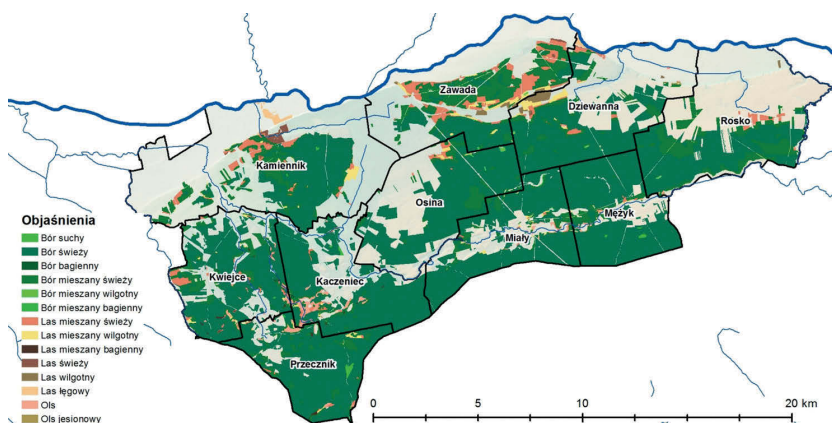 Zawada
Dziewanna
Rosko
Kamiennik
Osina
Mężyk
Miały
Kwiejce
Kaczeniec
Przecznik
Objaśnienia
Bór suchy
Bór świeży
Bór bagienny
Bór mieszany świeży
Bór mieszany wilgotny
Bór mieszany bagienny
Las mieszany świeży
Las mieszany wilgotny
Las mieszany bagienny
Las świeży
Las wilgotny
Las łęgowy
Ols
Ols jesionowy
0 5 10 20 km